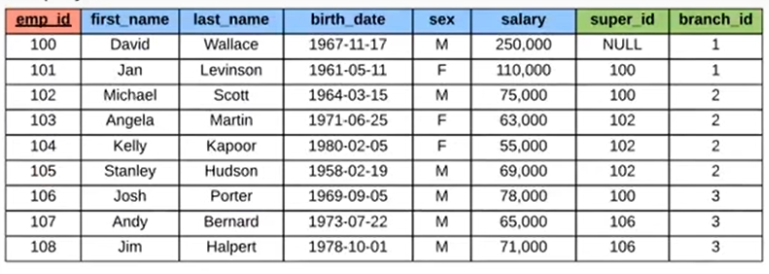 emp_id first_name last_name birth_date sex salary super_id branch_id
100 David Wallace 1967-11-17 M 250,000 NULL 1
101 Jan Levinson 1961-05-11 F 110,000 100 1
102 Michael Scott 1964-03-15 M 75,000 100 2
103 Angela Martin 1971-06-25 F 63,000 102 2
104 Kelly Kapoor 1980-02-05 F 55,000 102 2
105 Stanley Hudson 1958-02-19 M 69,000 102 2
106 Josh Porter 1969-09-05 M 78,000 100 3
107 Andy Bernard 1973-07-22 M 65,000 106 3
108 Jim Halpert 1978-10-01 M 71,000 106 3